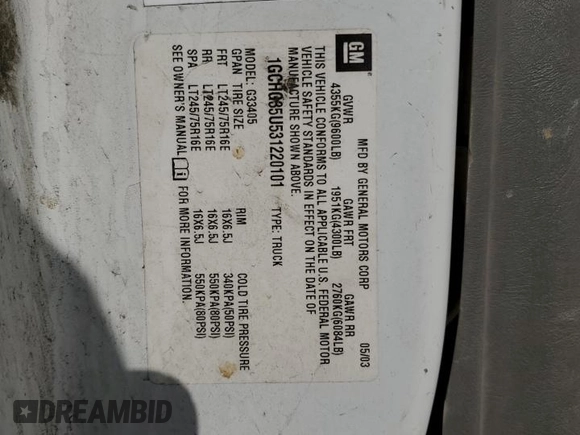 GM
MFD BY GENERAL MOTORS CORP 05/03
GVWR GAWR FRT GAWR RR
4355KG(9600LB) 1951KG(4300LB) 2760KG(6084LB)
THIS VEHICLE CONFORMS TO ALL APPLICABLE U.S. FEDERAL MOTOR
VEHICLE SAFETY STANDARDS IN EFFECT ON THE DATE OF
MANUFACTURE SHOWN ABOVE.
1GCHG35U531220101 TYPE: TRUCK
MODEL: G33405
GPAN TIRE SIZE RIM COLD TIRE PRESSURE
FRT LT245/75R16E 16X6.5J 340KPA(50PSI)
RR LT245/75R16E 16X6.5J 550KPA(80PSI)
SPA LT245/75R16E 16X6.5J 550KPA(80PSI)
SEE OWNER'S MANUAL FOR MORE INFORMATION.
DREAMBID